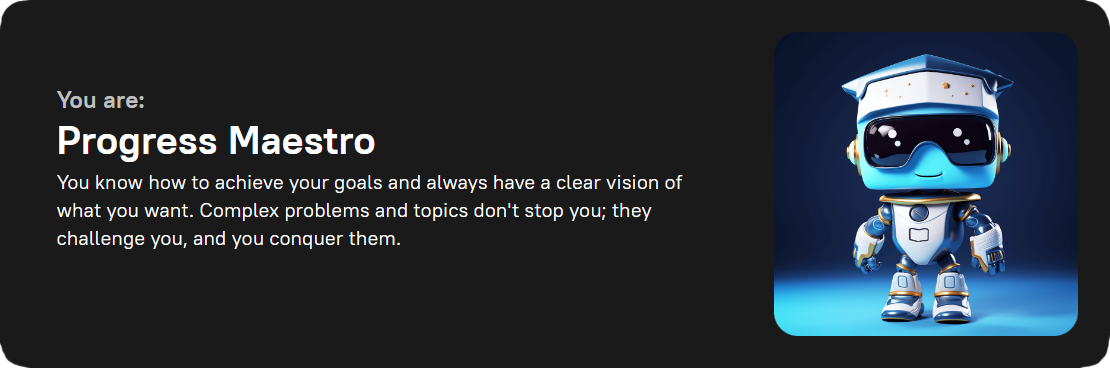 You are:
Progress Maestro
You know how to achieve your goals and always have a clear vision of
what you want. Complex problems and topics don't stop you; they
challenge you, and you conquer them.